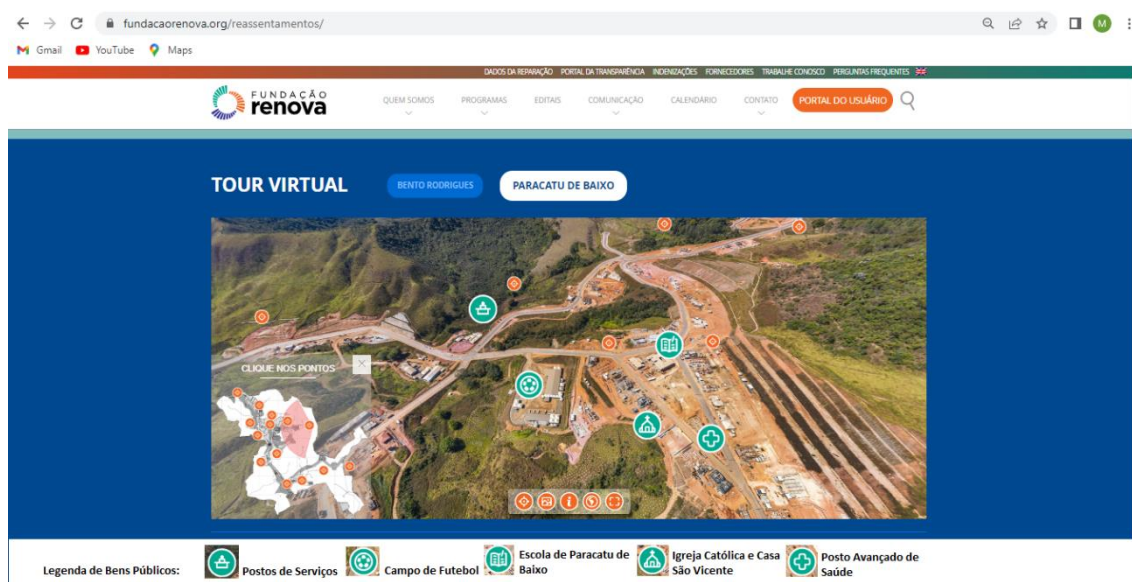 fundacaorenova.org/reassentamentos/
M
Gmail YouTube Maps
DADOS DA REPARAÇÃO PORTAL DA TRANSPARÊNCIA INDENIZAÇÕES FORNECEDORES TRABALHE CONOSCO PERGUNTAS FREQUENTES
FUNDAÇÃO
renova
QUEM SOMOS PROGRAMAS EDITAIS COMUNICAÇÃO CALENDÁRIO CONTATO PORTAL DO USUÁRIO
TOUR VIRTUAL BENTO RODRIGUES PARACATU DE BAIXO
CLIQUE NOS PONTOS
Legenda de Bens Públicos:
Postos de Serviços
Campo de Futebol
Escola de Paracatu de
Baixo
Igreja Católica e Casa
São Vicente
Posto Avançado de
Saúde